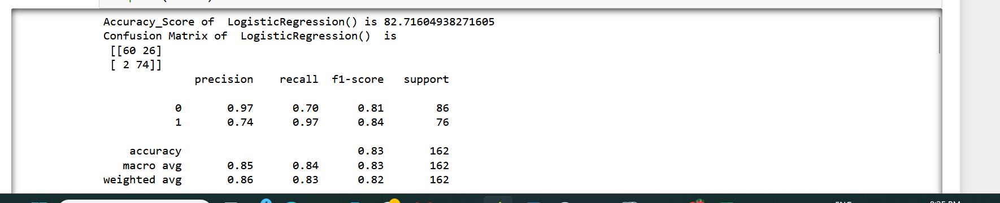 Accuracy_Score of  LogisticRegression() is 82.71604938271605
Confusion Matrix of  LogisticRegression()  is
 [[60 26]
 [ 2 74]]
              precision    recall  f1-score   support

           0       0.97      0.70      0.81        86
           1       0.74      0.97      0.84        76

    accuracy                           0.83       162
   macro avg       0.85      0.84      0.83       162
weighted avg       0.86      0.83      0.82       162